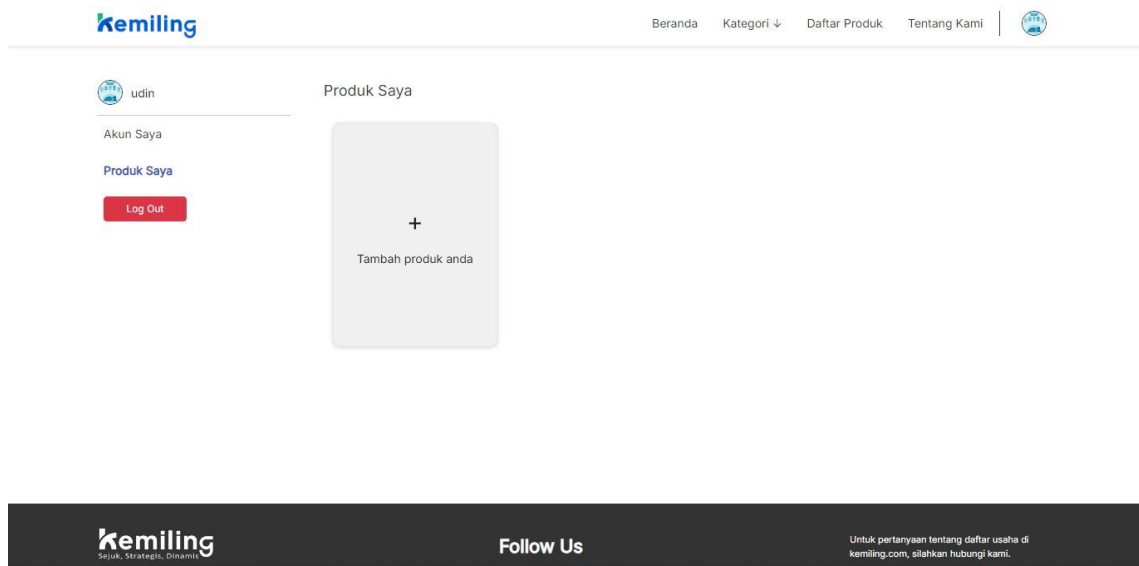 Kemiling
Beranda Kategori ↓ Daftar Produk Tentang Kami
udin
Akun Saya
Produk Saya
Log Out
Produk Saya
+
Tambah produk anda
Kemiling
Sejuk, Strategis, Dinamis
Follow Us
Untuk pertanyaan tentang daftar usaha di
kemiling.com, silahkan hubungi kami.